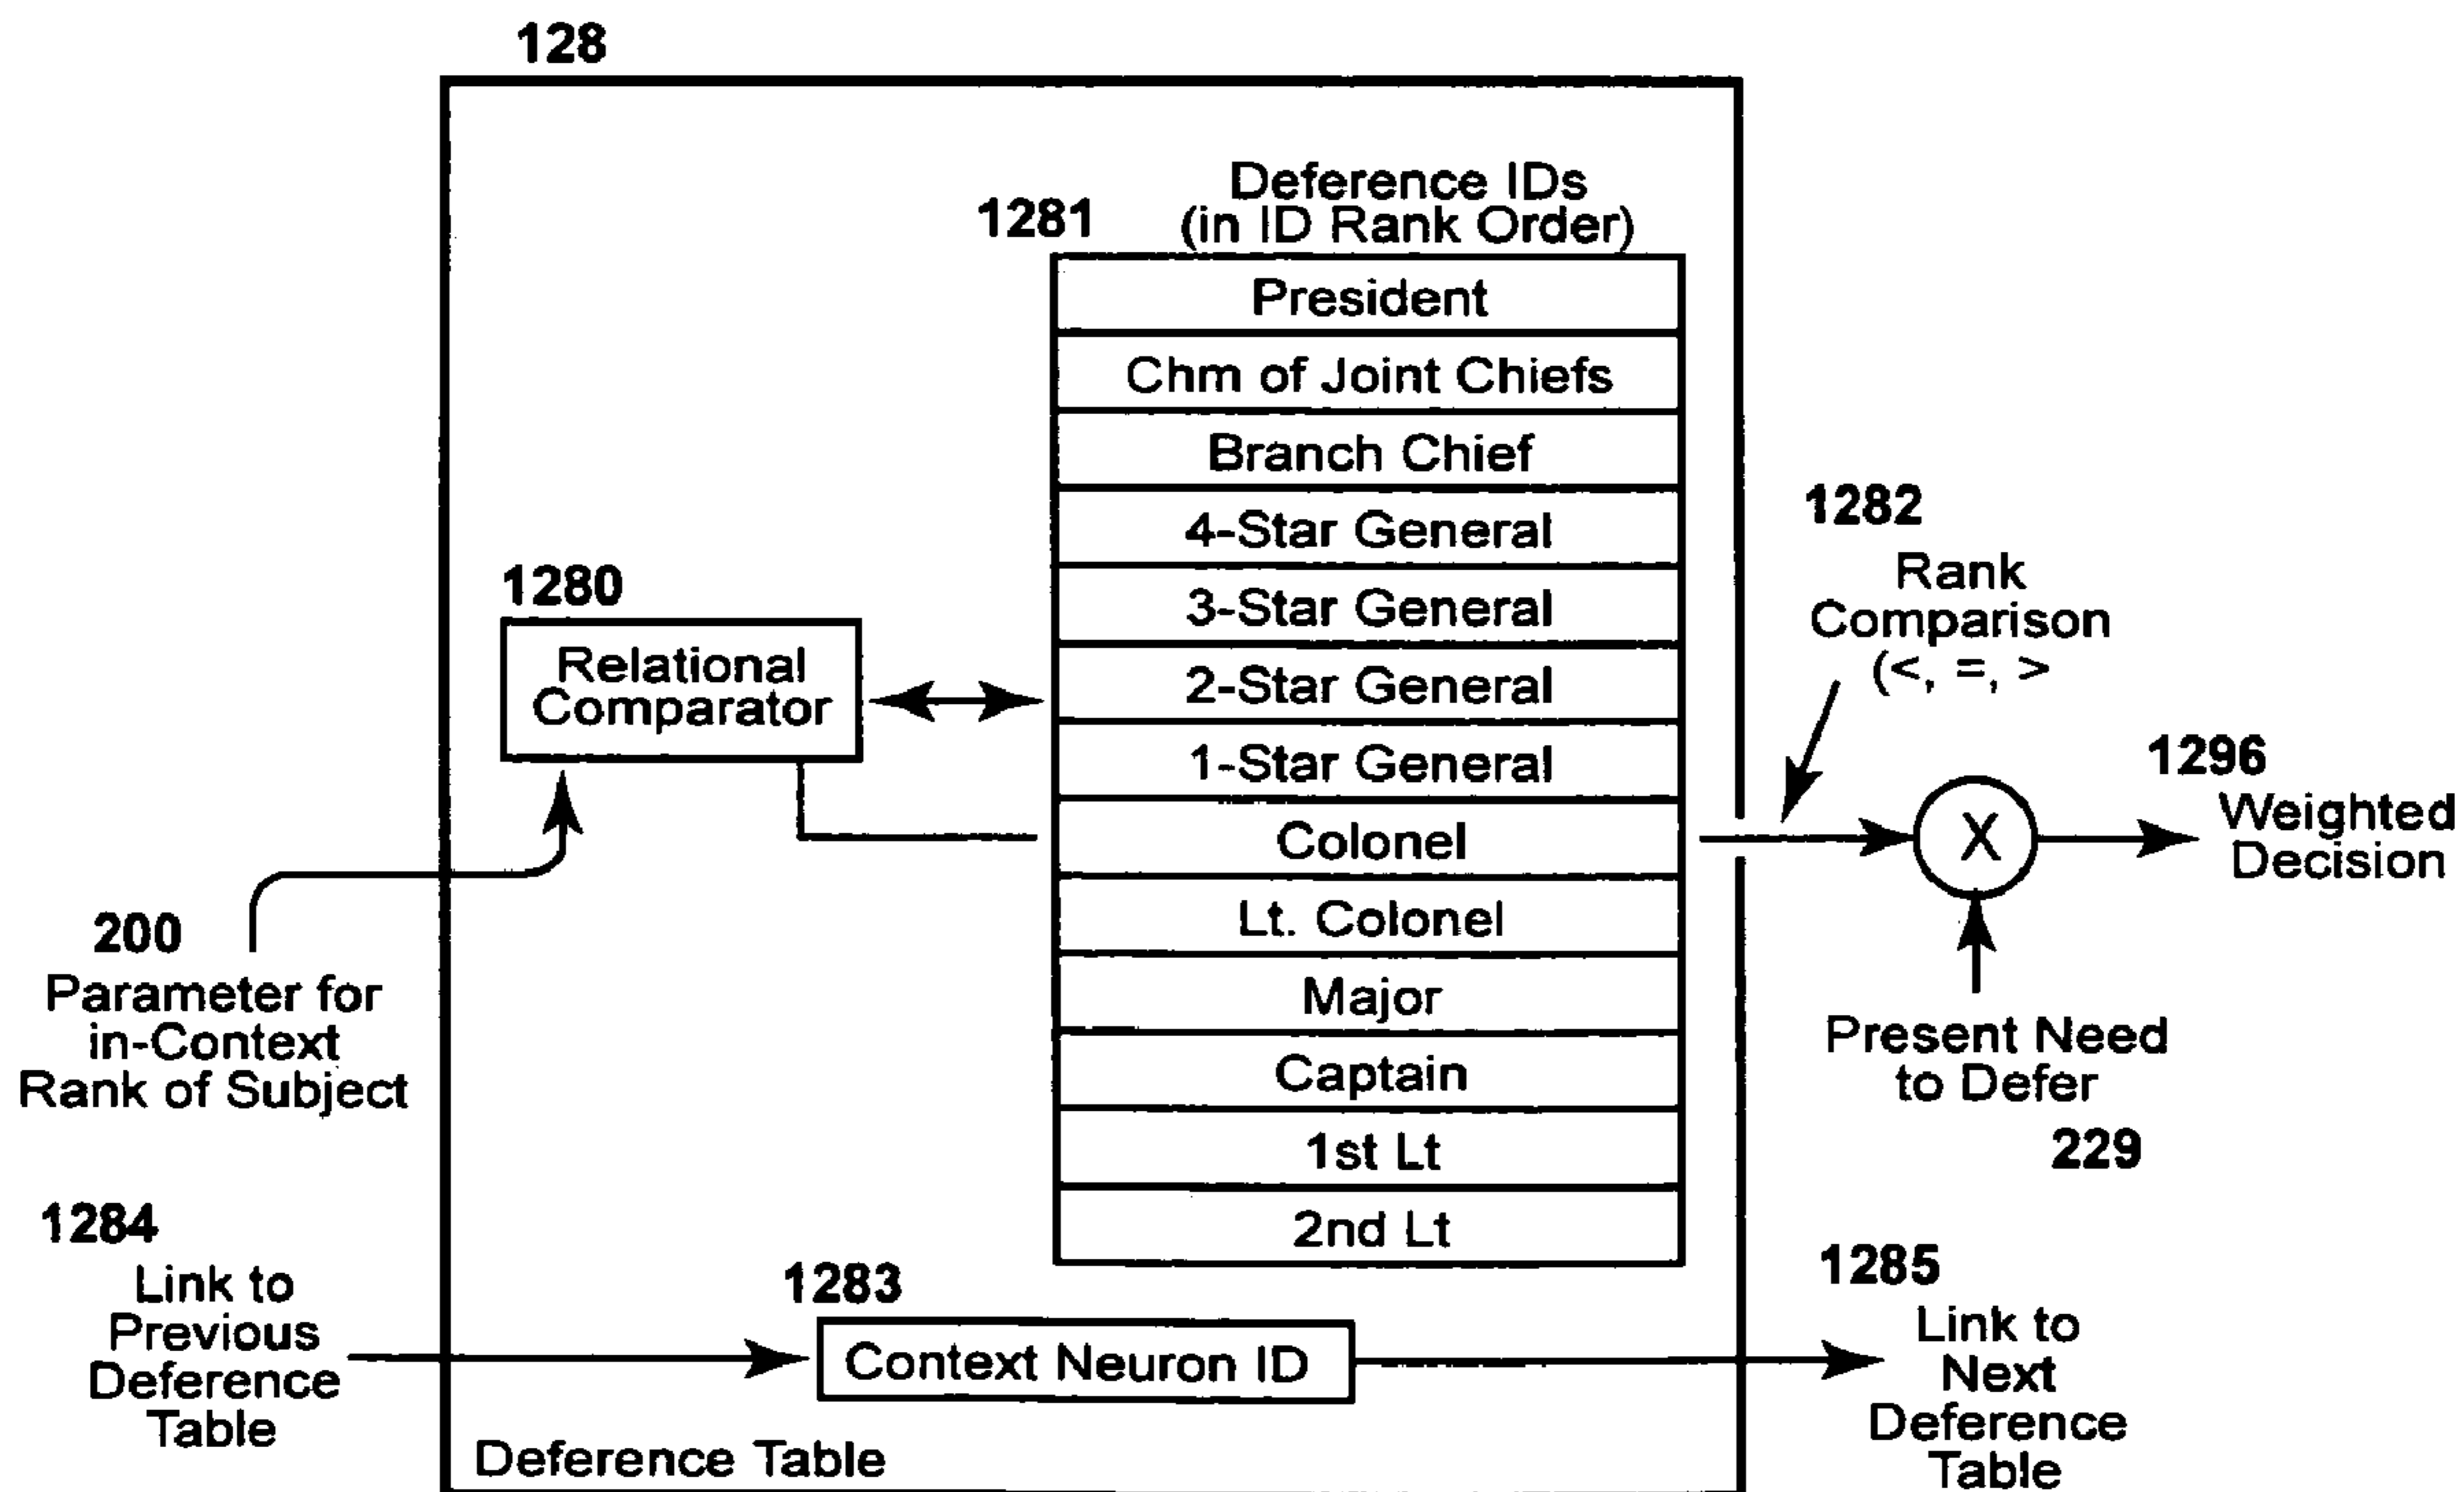 128
Deference IDs
(in ID Rank Order)
1281
President
Chm of Joint Chiefs
Branch Chief
4-Star General
3-Star General
2-Star General
1-Star General
Colonel
Lt. Colonel
Major
Captain
1st Lt
2nd Lt
1280
Relational
Comparator
1282
Rank
Comparison
(<, =, >
1296
Weighted
Decision
X
Present Need
to Defer
229
200
Parameter for
in-Context
Rank of Subject
1284
Link to
Previous
Deference
Table
1283
Context Neuron ID
1285
Link to
Next
Deference
Table
Deference Table